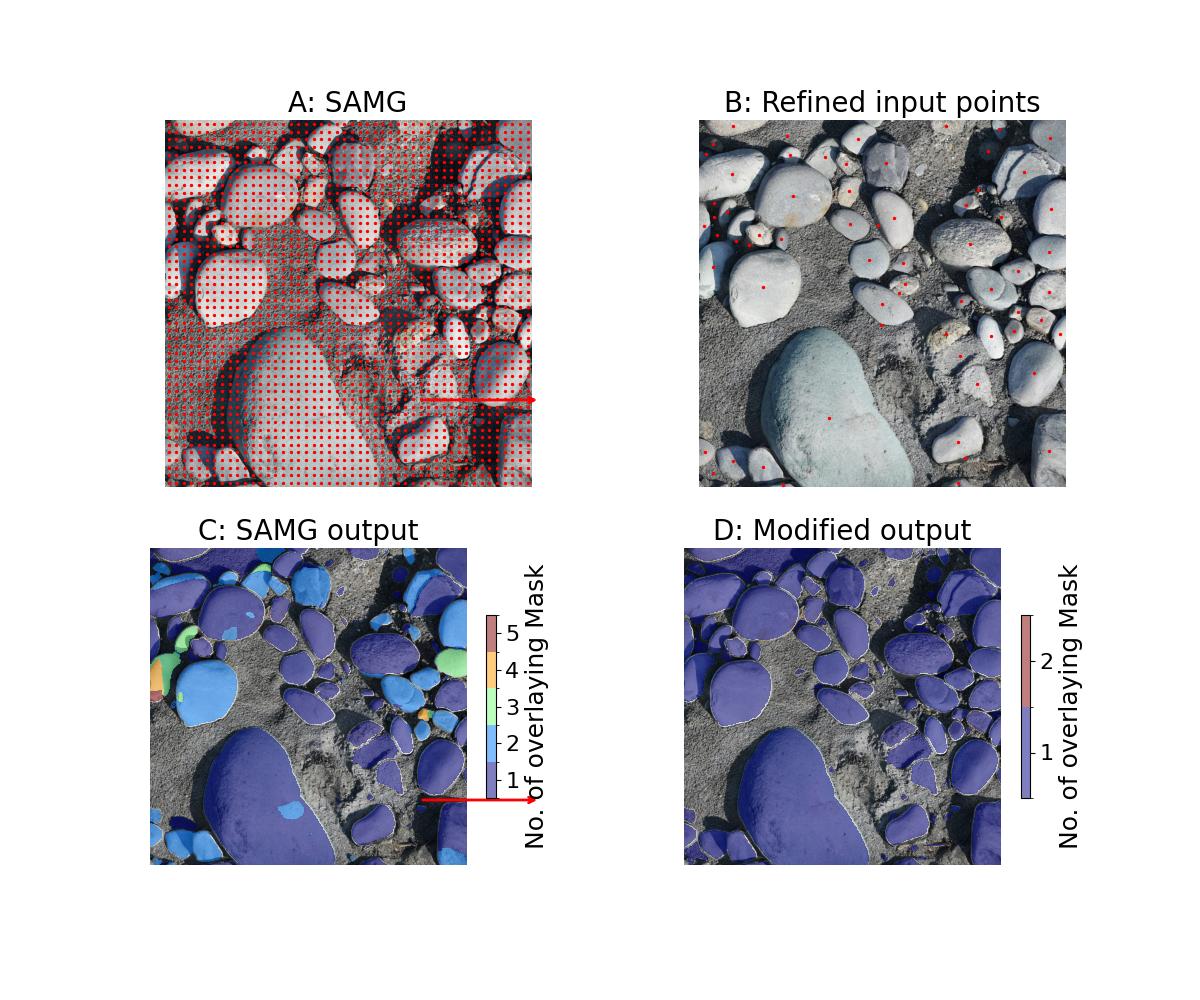 A: SAMG
B: Refined input points
C: SAMG output
5
4
3
2
1
No. of overlaying Mask
D: Modified output
2
1
No. of overlaying Mask